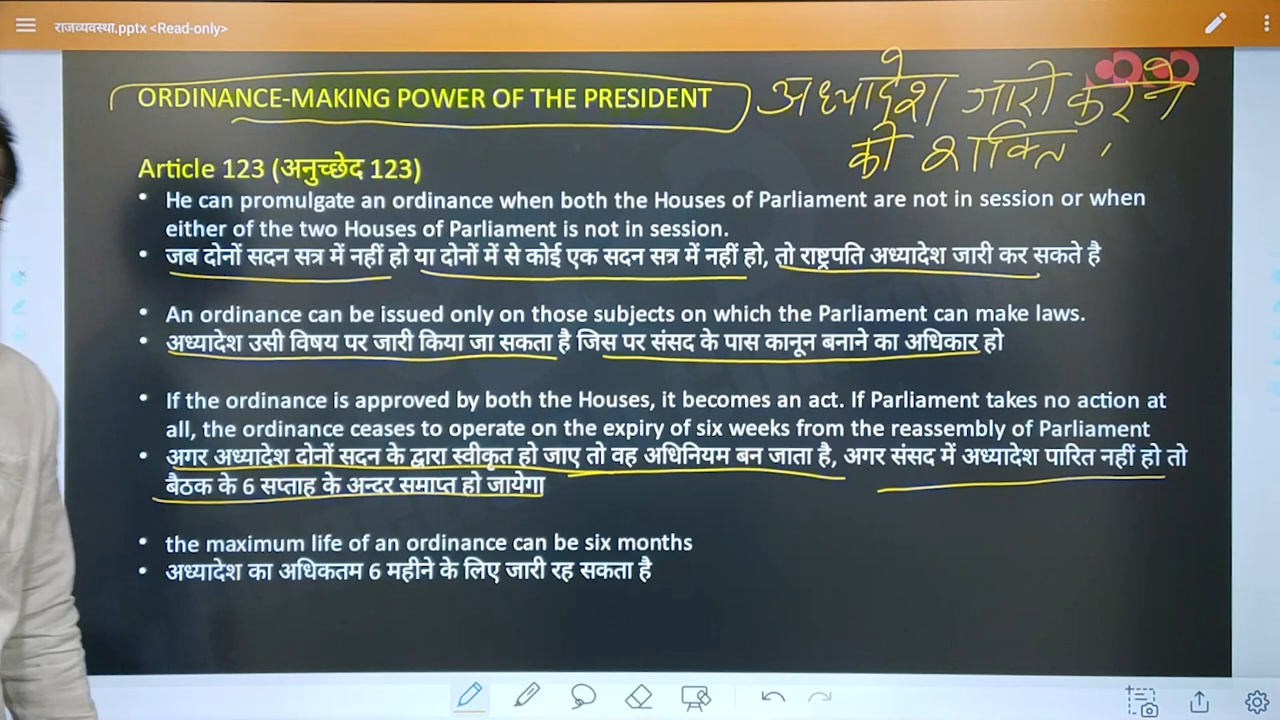 राजव्यवस्था.pptx <Read-only>
ORDINANCE-MAKING POWER OF THE PRESIDENT
अध्यादेश जारी करने
की शक्ति
Article 123 (अनुच्छेद 123)
• He can promulgate an ordinance when both the Houses of Parliament are not in session or when
either of the two Houses of Parliament is not in session.
• जब दोनों सदन सत्र में नहीं हो या दोनों में से कोई एक सदन सत्र में नहीं हो, तो राष्ट्रपति अध्यादेश जारी कर सकते है
• An ordinance can be issued only on those subjects on which the Parliament can make laws.
• अध्यादेश उसी विषय पर जारी किया जा सकता है जिस पर संसद के पास कानून बनाने का अधिकार हो
• If the ordinance is approved by both the Houses, it becomes an act. If Parliament takes no action at
all, the ordinance ceases to operate on the expiry of six weeks from the reassembly of Parliament
• अगर अध्यादेश दोनों सदन के द्वारा स्वीकृत हो जाए तो वह अधिनियम बन जाता है, अगर संसद में अध्यादेश पारित नहीं हो तो
बैठक के 6 सप्ताह के अन्दर समाप्त हो जायेगा
• the maximum life of an ordinance can be six months
• अध्यादेश का अधिकतम 6 महीने के लिए जारी रह सकता है